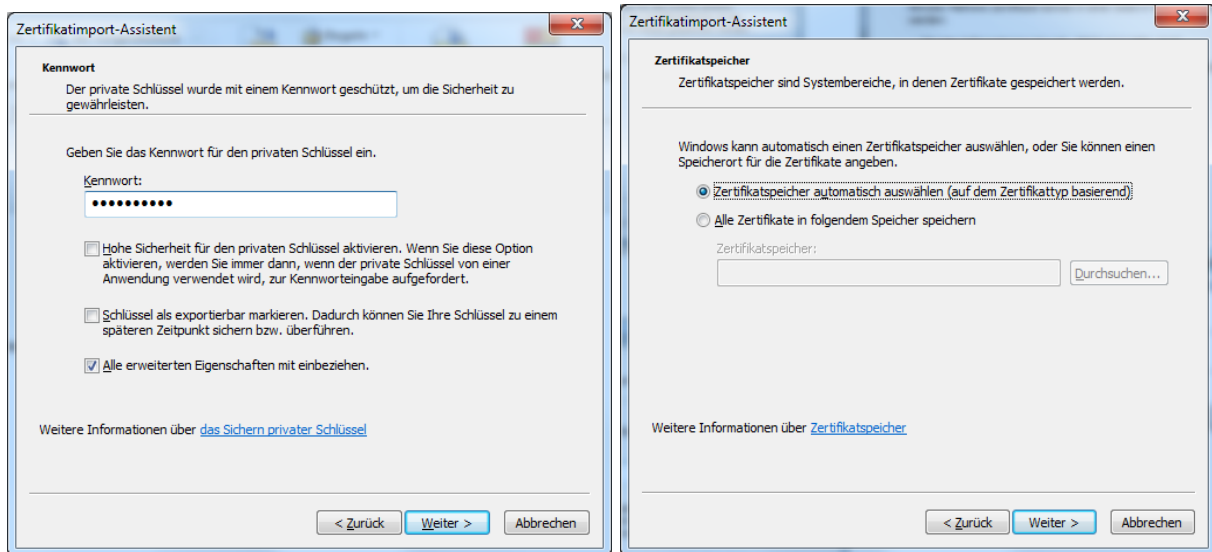 Zertifikatimport-Assistent
Kennwort
Der private Schlüssel wurde mit einem Kennwort geschützt, um die Sicherheit zu
gewährleisten.
Geben Sie das Kennwort für den privaten Schlüssel ein.
Kennwort:
••••••••••
Hohe Sicherheit für den privaten Schlüssel aktivieren. Wenn Sie diese Option
aktivieren, werden Sie immer dann, wenn der private Schlüssel von einer
Anwendung verwendet wird, zur Kennworteingabe aufgefordert.
Schlüssel als exportierbar markieren. Dadurch können Sie Ihre Schlüssel zu einem
späteren Zeitpunkt sichern bzw. überführen.
Alle erweiterten Eigenschaften mit einbeziehen.
Weitere Informationen über das Sichern privater Schlüssel
< Zurück Weiter > Abbrechen
Zertifikatimport-Assistent
Zertifikatspeicher
Zertifikatspeicher sind Systembereiche, in denen Zertifikate gespeichert werden.
Windows kann automatisch einen Zertifikatspeicher auswählen, oder Sie können einen
Speicherort für die Zertifikate angeben.
Zertifikatspeicher automatisch auswählen (auf dem Zertifikattyp basierend)
Alle Zertifikate in folgendem Speicher speichern
Zertifikatspeicher:
Durchsuchen...
Weitere Informationen über Zertifikatspeicher
< Zurück Weiter > Abbrechen